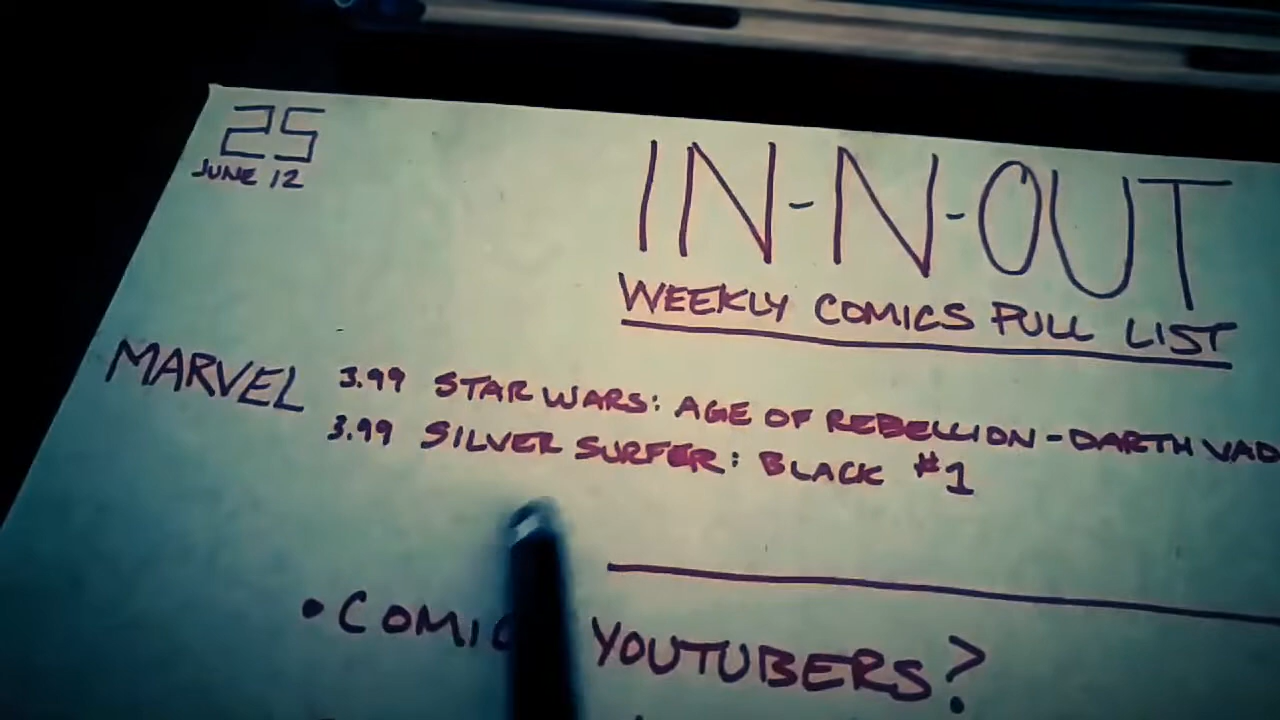 25
JUNE 12
IN-N-OUT
WEEKLY COMICS PULL LIST
MARVEL 3.99 STAR WARS: AGE OF REBELLION - DARTH VAD
3.99 SILVER SURFER: BLACK #1
• COMIC YOUTUBERS?